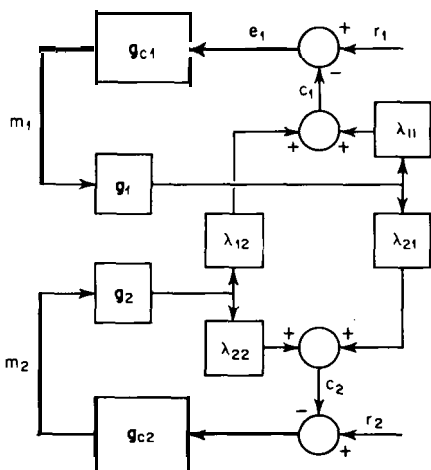 g_c1 e_1 + r_1
−
c_1
m_1 + + λ_11
g_1
λ_12 λ_21
g_2
λ_22 + +
m_2 c_2
− r_2
g_c2 +